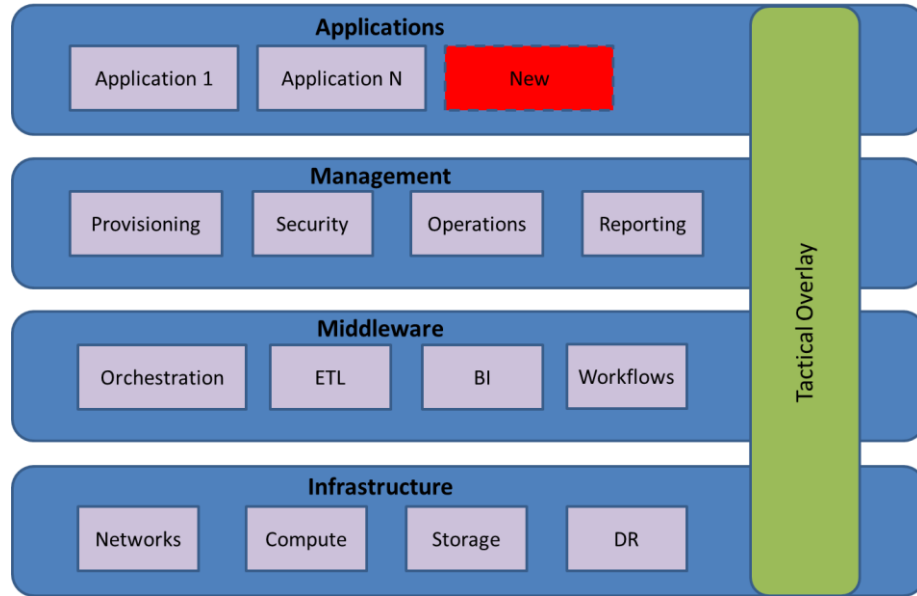 Applications
Application 1
Application N
New
Management
Provisioning
Security
Operations
Reporting
Middleware
Orchestration
ETL
BI
Workflows
Infrastructure
Networks
Compute
Storage
DR
Tactical Overlay